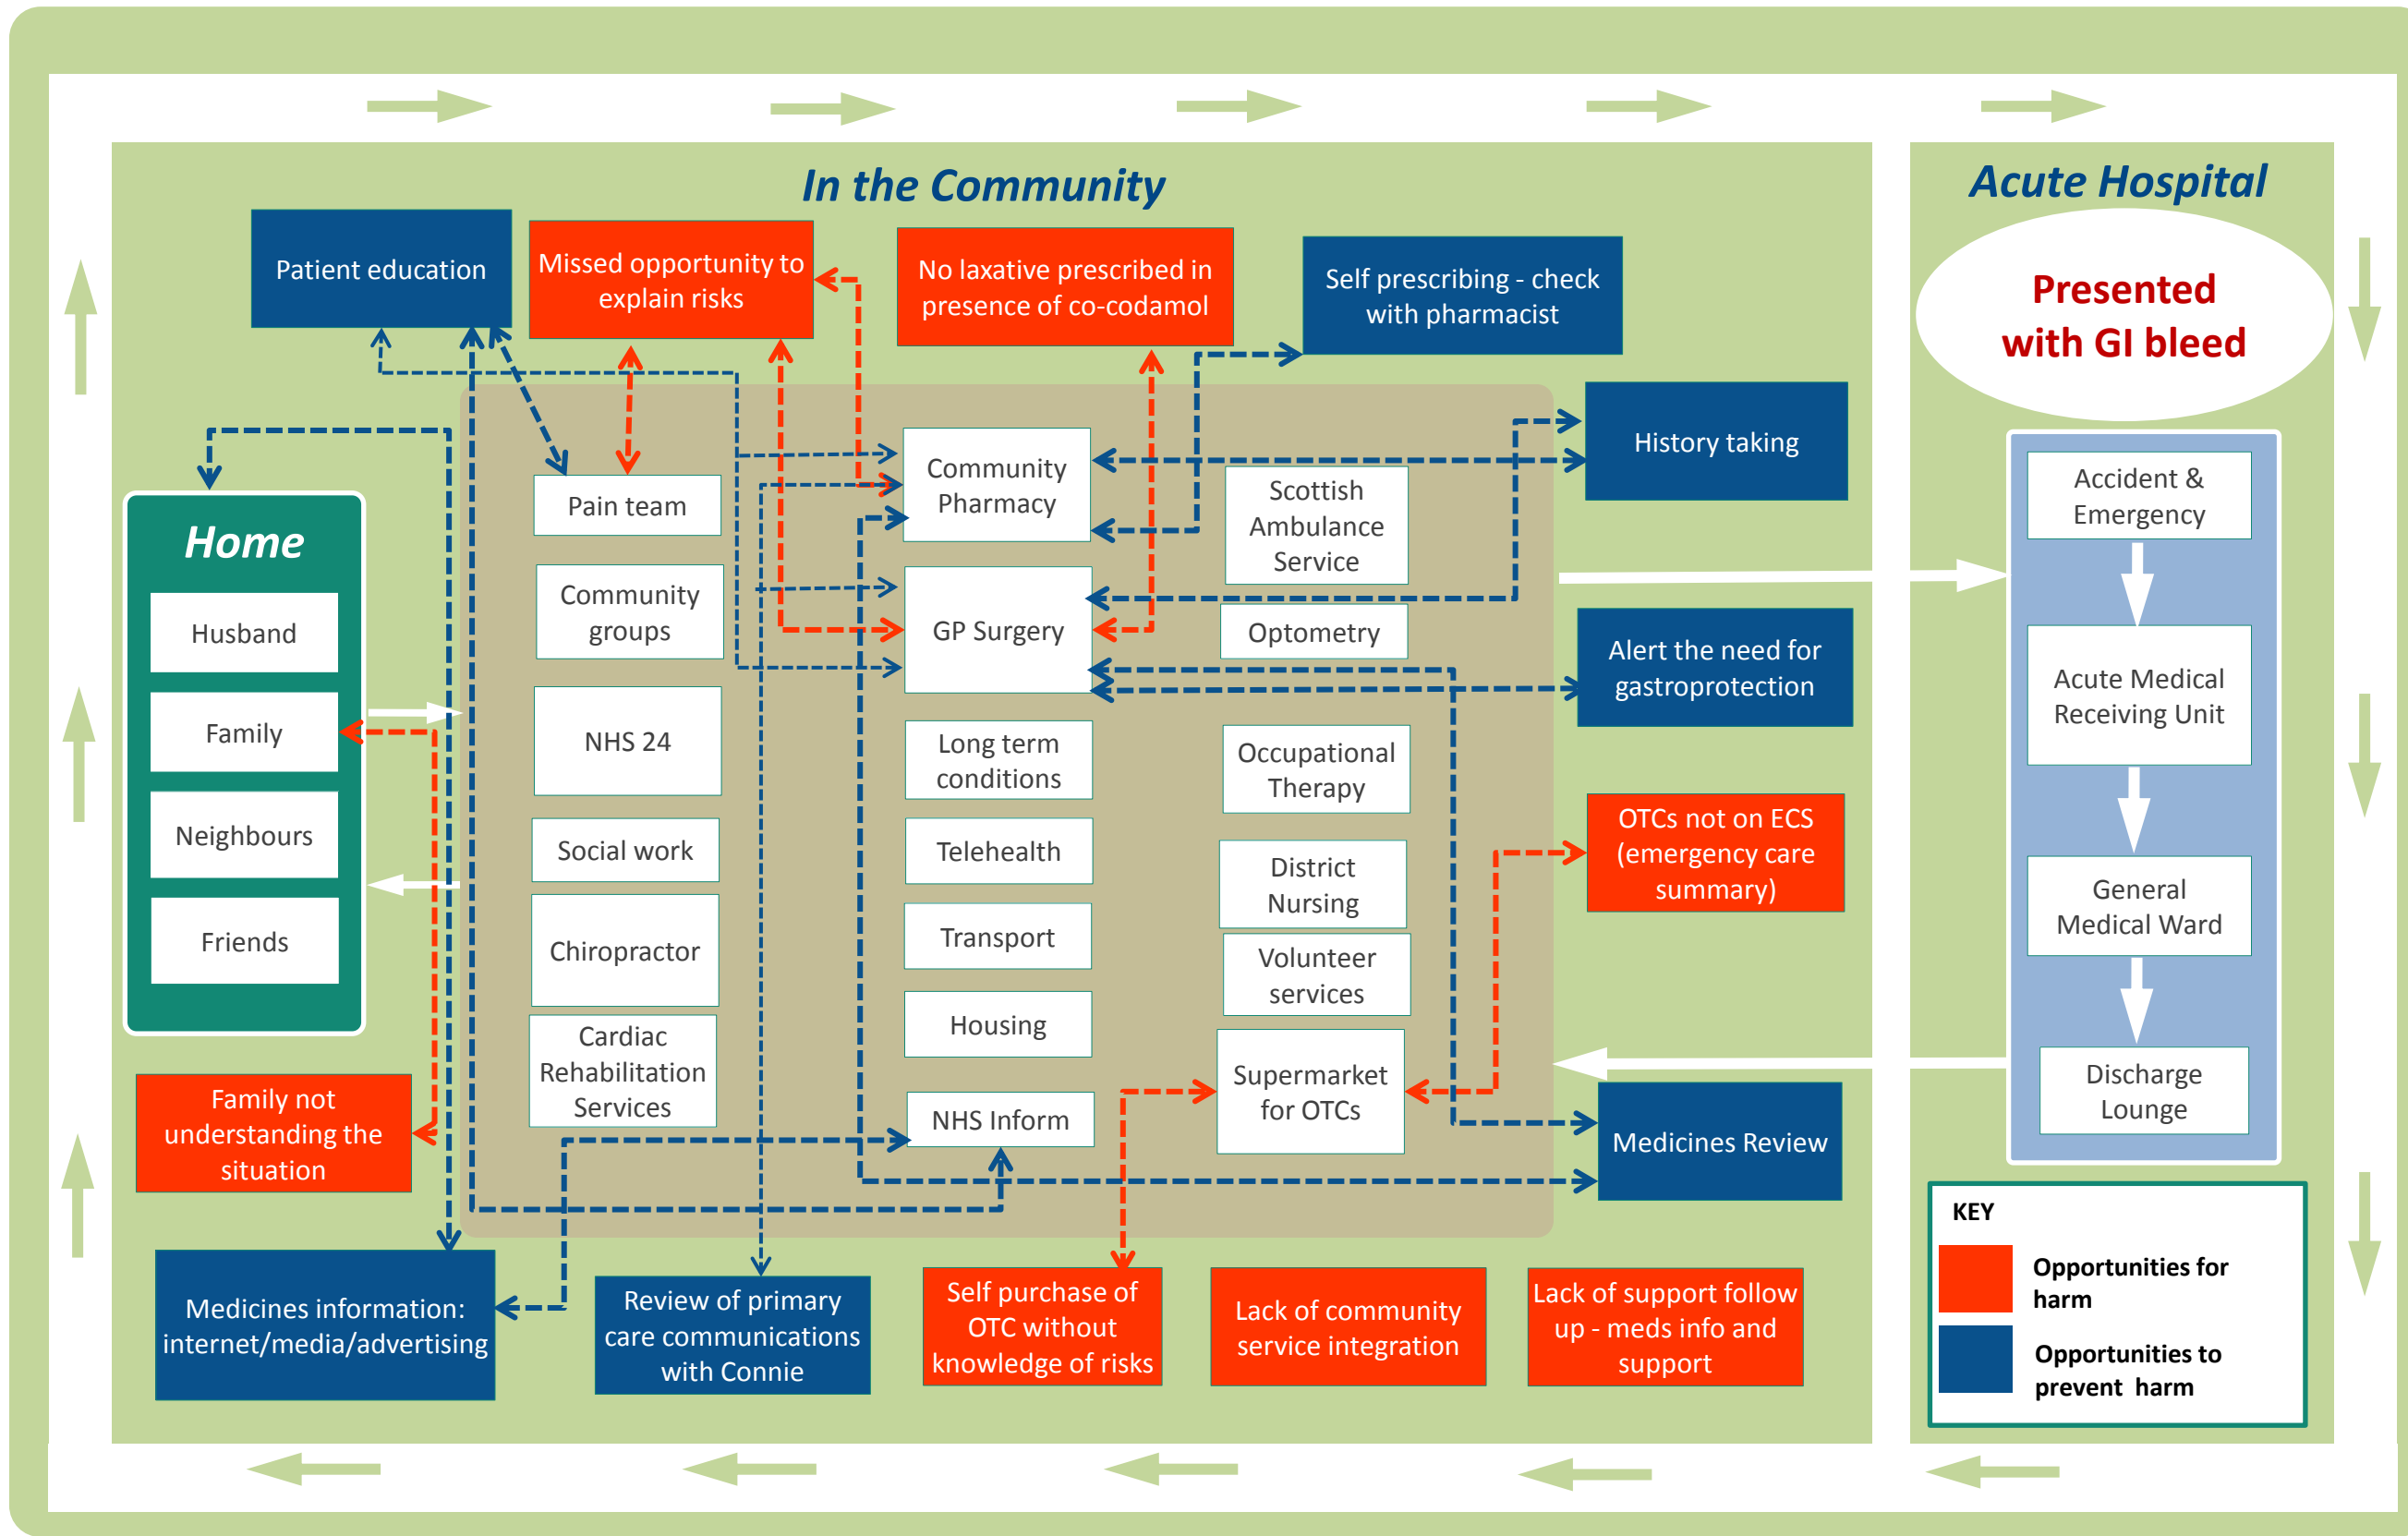 In the Community
Acute Hospital
Patient education
Missed opportunity to
explain risks
No laxative prescribed in
presence of co-codamol
Self prescribing - check
with pharmacist
Presented
with GI bleed
History taking
Home
Husband
Family
Neighbours
Friends
Pain team
Community
groups
NHS 24
Social work
Chiropractor
Cardiac
Rehabilitation
Services
Community
Pharmacy
GP Surgery
Long term
conditions
Telehealth
Transport
Housing
NHS Inform
Scottish
Ambulance
Service
Optometry
Occupational
Therapy
District
Nursing
Volunteer
services
Supermarket
for OTCs
Alert the need for
gastroprotection
OTCs not on ECS
(emergency care
summary)
Medicines Review
Accident &
Emergency
Acute Medical
Receiving Unit
General
Medical Ward
Discharge
Lounge
Family not
understanding the
situation
Medicines information:
internet/media/advertising
Review of primary
care communications
with Connie
Self purchase of
OTC without
knowledge of risks
Lack of community
service integration
Lack of support follow
up - meds info and
support
KEY
Opportunities for
harm
Opportunities to
prevent harm